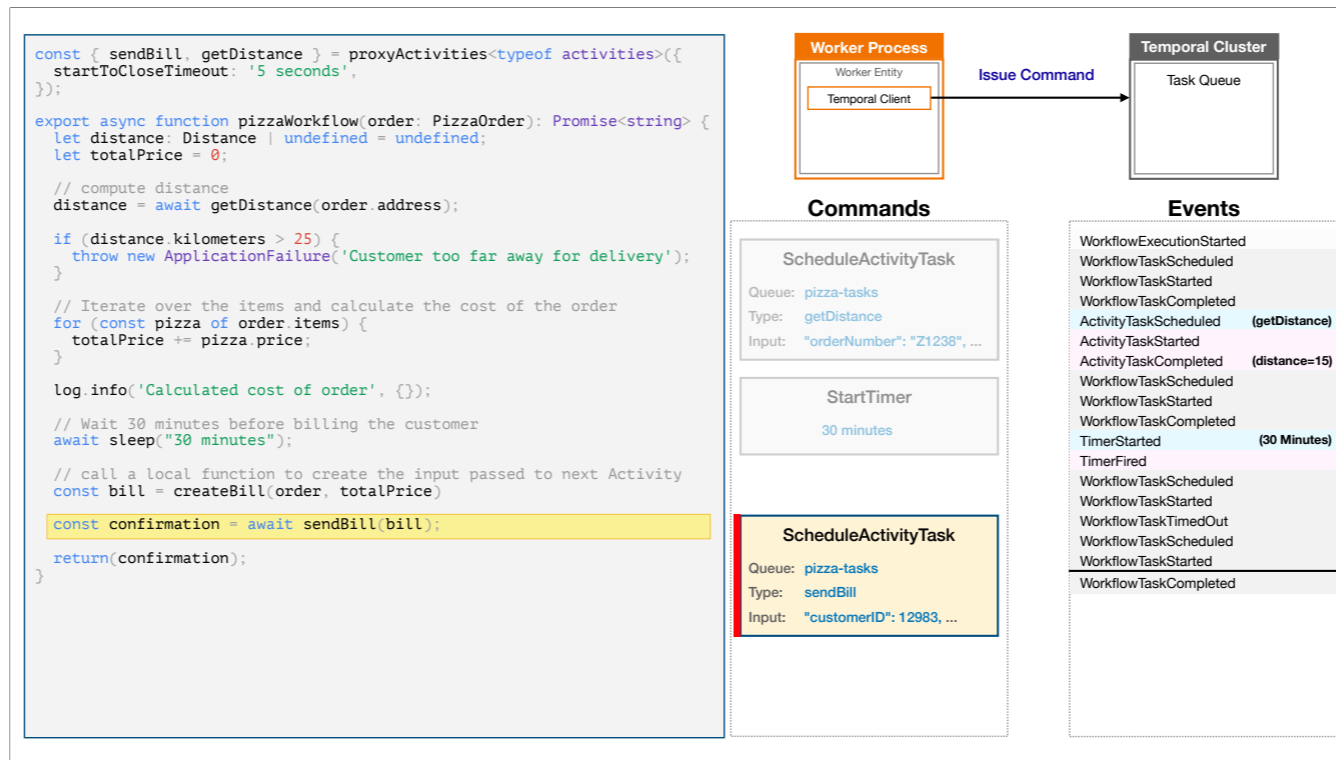 const { sendBill, getDistance } = proxyActivities<typeof activities>({
  startToCloseTimeout: '5 seconds',
});
export async function pizzaWorkflow(order: PizzaOrder): Promise<string> {
  let distance: Distance | undefined = undefined;
  let totalPrice = 0;
  // compute distance
  distance = await getDistance(order.address);
  if (distance.kilometers > 25) {
    throw new ApplicationFailure('Customer too far away for delivery');
  }
  // Iterate over the items and calculate the cost of the order
  for (const pizza of order.items) {
    totalPrice += pizza.price;
  }
  log.info('Calculated cost of order', {});
  // Wait 30 minutes before billing the customer
  await sleep("30 minutes");
  // call a local function to create the input passed to next Activity
  const bill = createBill(order, totalPrice)
  const confirmation = await sendBill(bill);
  return(confirmation);
}
Worker Process
Worker Entity
Temporal Client
Issue Command
Temporal Cluster
Task Queue
Commands
ScheduleActivityTask
Queue: pizza-tasks
Type: getDistance
Input: "orderNumber": "Z1238", ...
StartTimer
30 minutes
ScheduleActivityTask
Queue: pizza-tasks
Type: sendBill
Input: "customerID": 12983, ...
Events
WorkflowExecutionStarted
WorkflowTaskScheduled
WorkflowTaskStarted
WorkflowTaskCompleted
ActivityTaskScheduled (getDistance)
ActivityTaskStarted
ActivityTaskCompleted (distance=15)
WorkflowTaskScheduled
WorkflowTaskStarted
WorkflowTaskCompleted
TimerStarted (30 Minutes)
TimerFired
WorkflowTaskScheduled
WorkflowTaskStarted
WorkflowTaskTimedOut
WorkflowTaskScheduled
WorkflowTaskStarted
WorkflowTaskCompleted